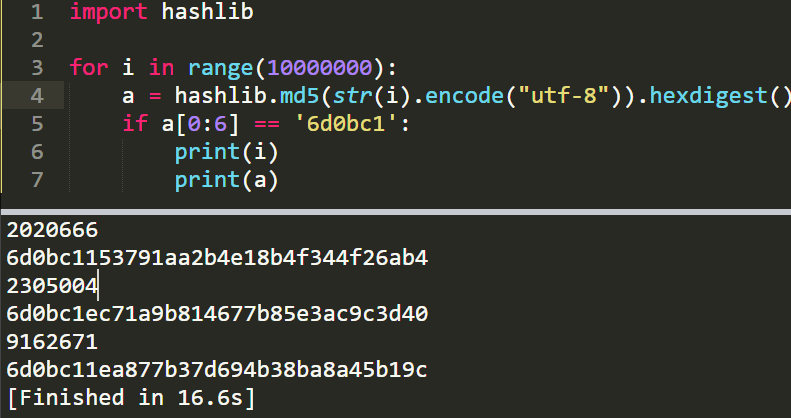 1 import hashlib
2
3 for i in range(10000000):
4     a = hashlib.md5(str(i).encode("utf-8")).hexdigest()
5     if a[0:6] == '6d0bc1':
6         print(i)
7         print(a)
2020666
6d0bc1153791aa2b4e18b4f344f26ab4
2305004
6d0bc1ec71a9b814677b85e3ac9c3d40
9162671
6d0bc11ea877b37d694b38ba8a45b19c
[Finished in 16.6s]